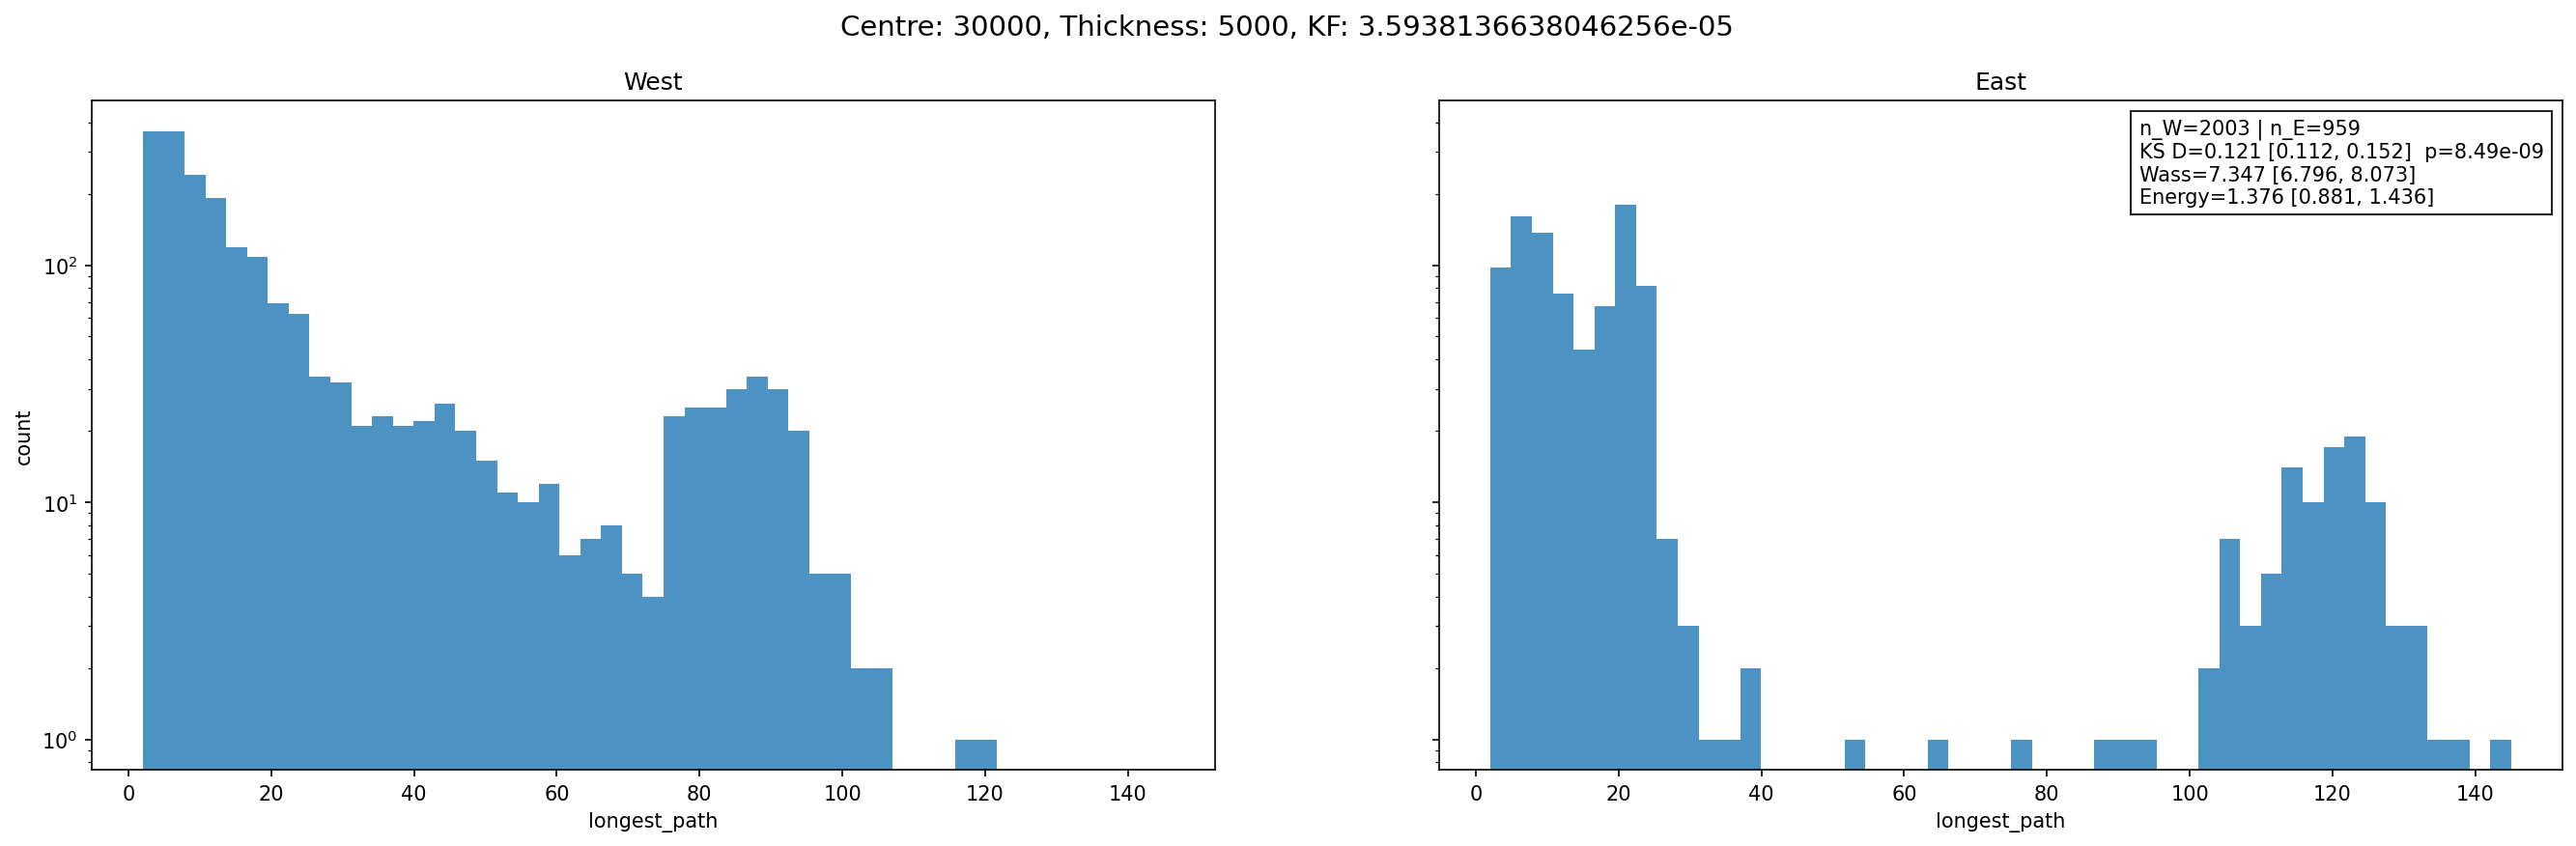 Centre: 30000, Thickness: 5000, KF: 3.5938136638046256e-05
West
East
n_W=2003 | n_E=959
KS D=0.121 [0.112, 0.152]  p=8.49e-09
Wass=7.347 [6.796, 8.073]
Energy=1.376 [0.881, 1.436]
count
10²
10¹
10⁰
0 20 40 60 80 100 120 140
longest_path
0 20 40 60 80 100 120 140
longest_path